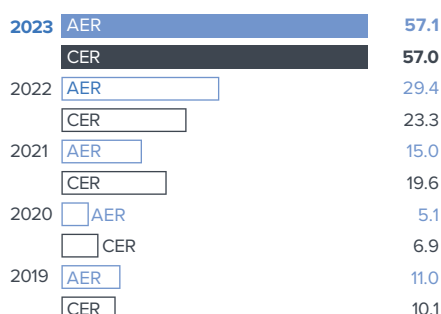 2023 AER 57.1
CER 57.0
2022 AER 29.4
CER 23.3
2021 AER 15.0
CER 19.6
2020 AER 5.1
CER 6.9
2019 AER 11.0
CER 10.1